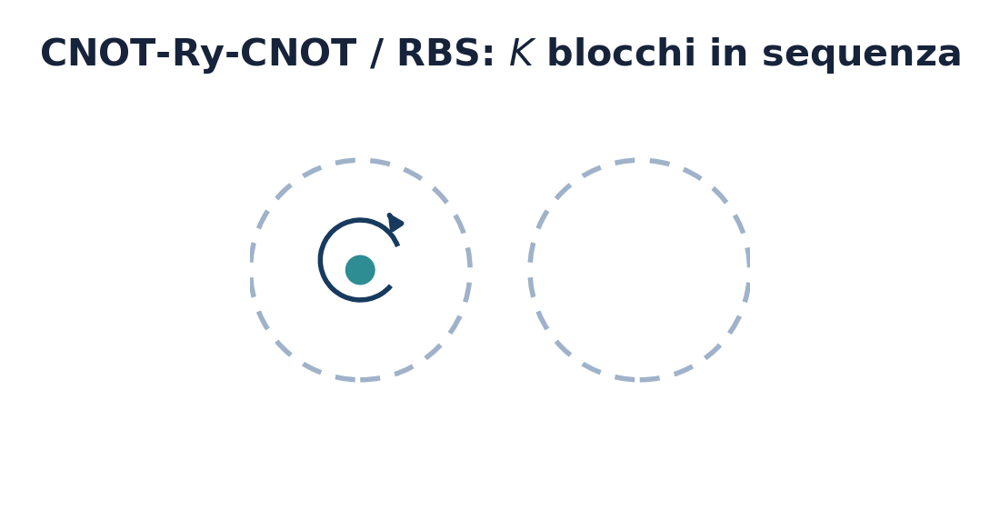 CNOT-Ry-CNOT / RBS: K blocchi in sequenza